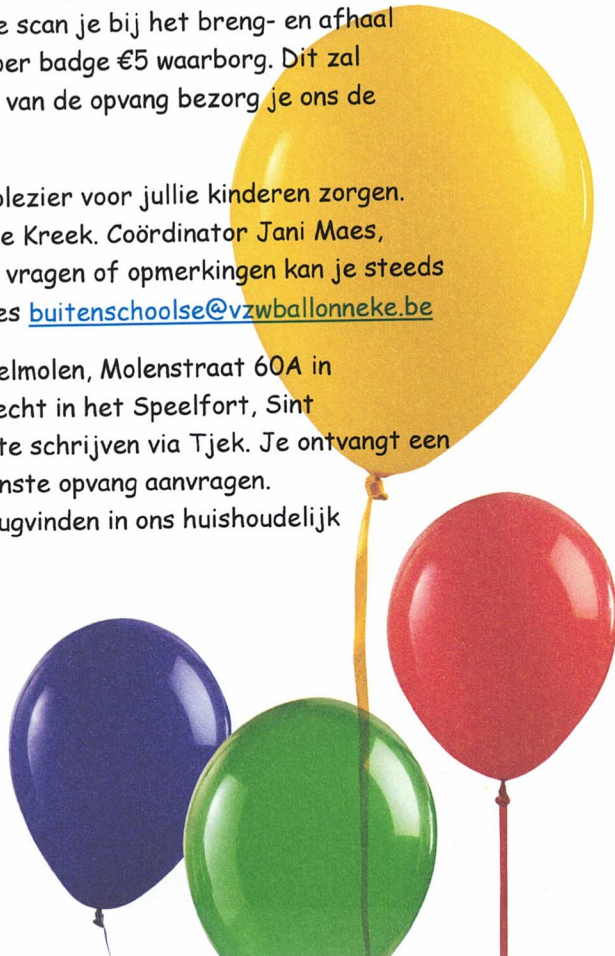 e scan je bij het breng- en afhaal
per badge €5 waarborg. Dit zal
van de opvang bezorg je ons de
plezier voor jullie kinderen zorgen.
e Kreek. Coördinator Jani Maes,
vragen of opmerkingen kan je steeds
es buitenschoolse@vzwballonneke.be
elmolen, Molenstraat 60A in
echt in het Speelfort, Sint
te schrijven via Tjek. Je ontvangt een
nste opvang aanvragen.
ugvinden in ons huishoudelijk